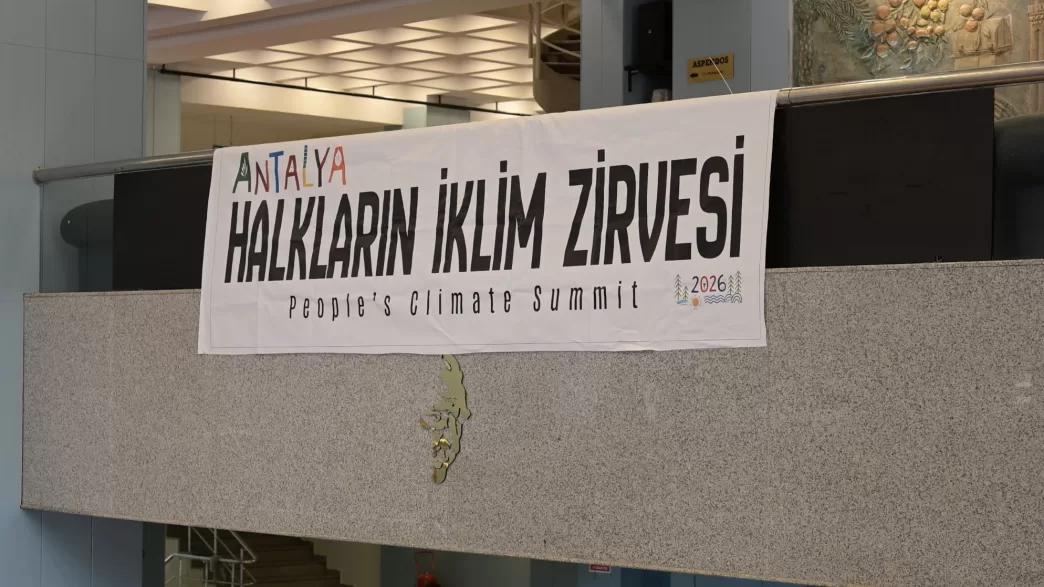 ASPENDOS
ANTALYA
HALKLARIN İKLİM ZİRVESİ
People's Climate Summit
2026